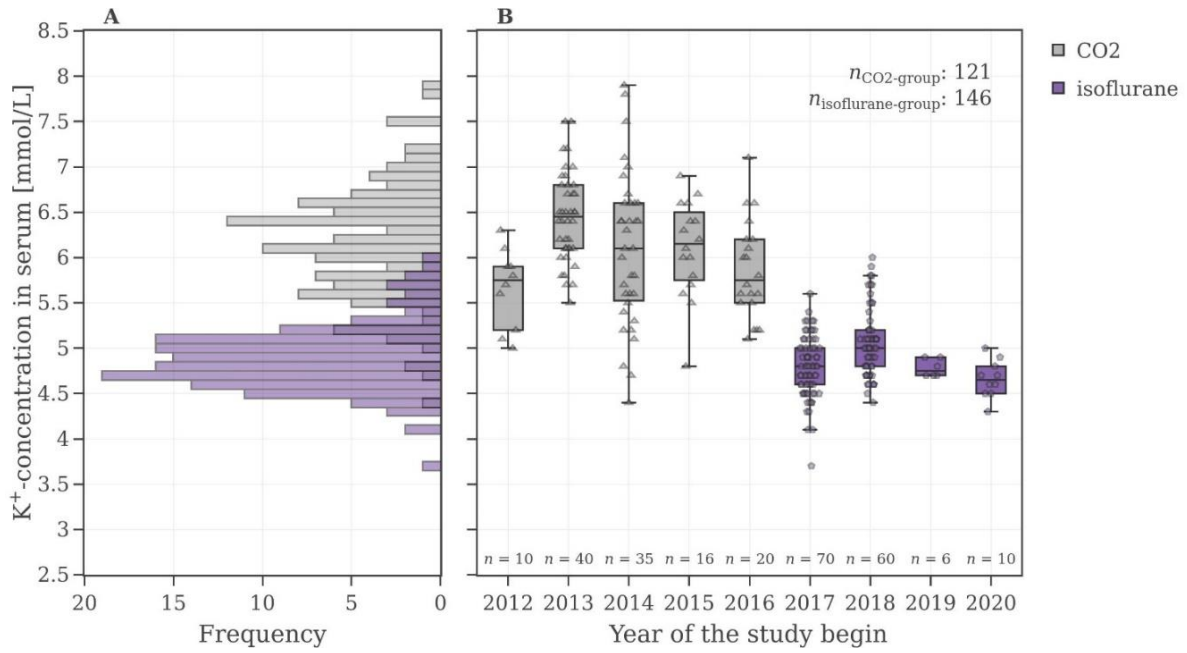 A
B
K⁺-concentration in serum [mmol/L]
8.5
8
7.5
7
6.5
6
5.5
5
4.5
4
3.5
3
2.5
20 15 10 5 0
Frequency
nCO2-group: 121
nisoflurane-group: 146
n = 10 n = 40 n = 35 n = 16 n = 20 n = 70 n = 60 n = 6 n = 10
2012 2013 2014 2015 2016 2017 2018 2019 2020
Year of the study begin
CO2
isoflurane